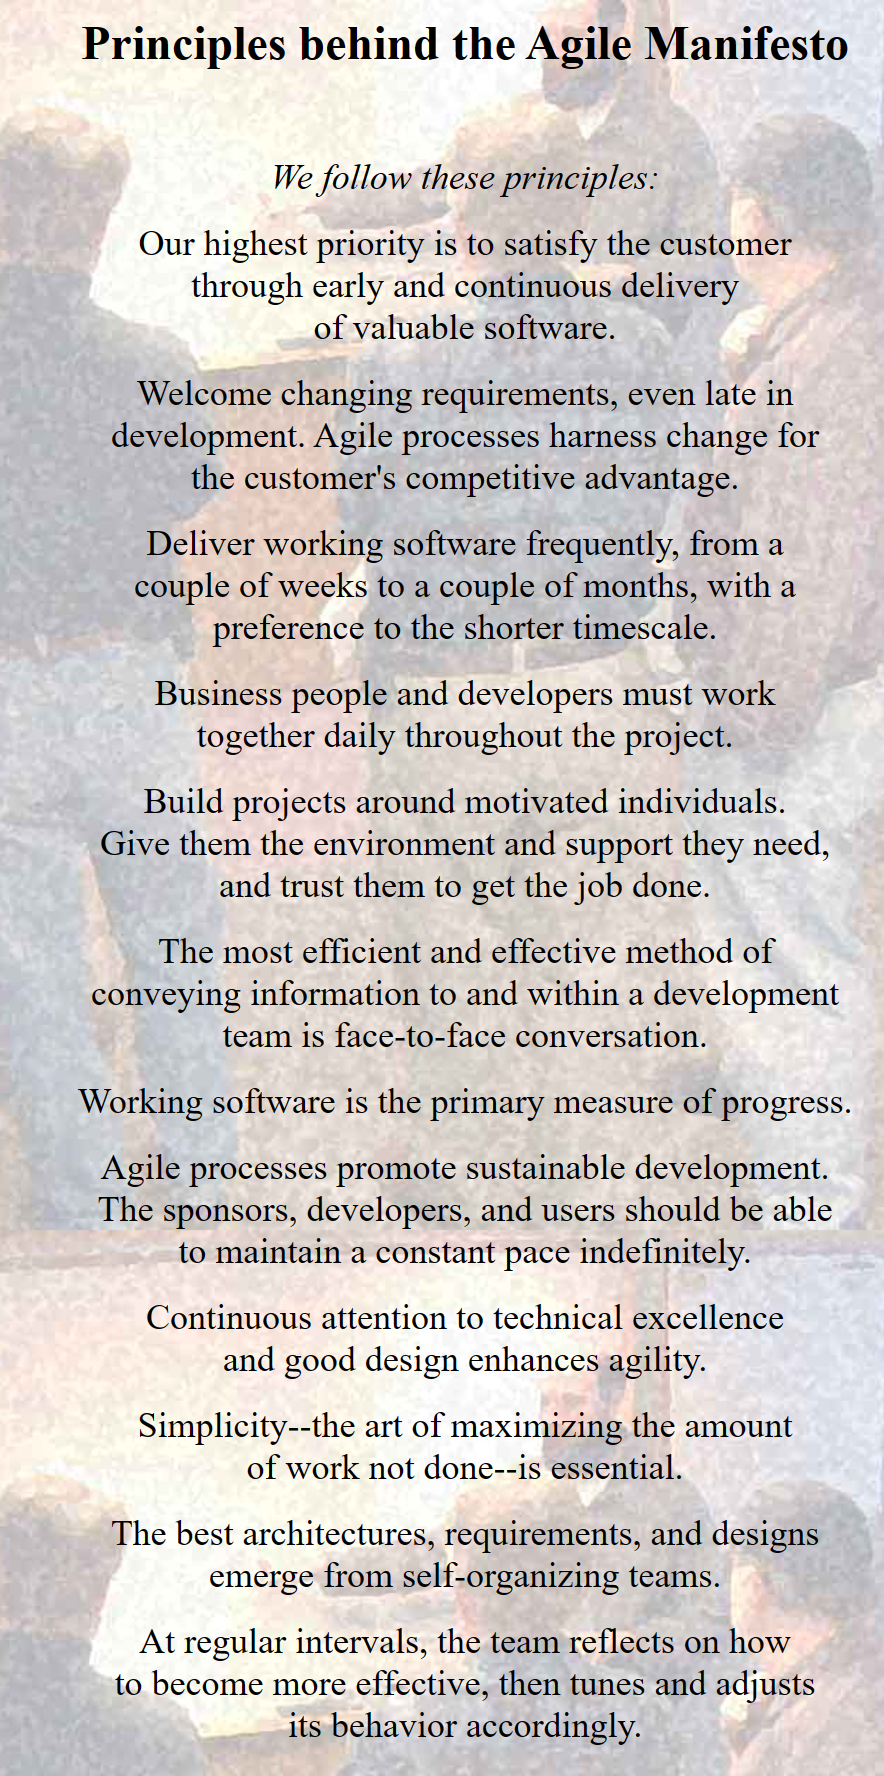 Principles behind the Agile Manifesto
We follow these principles:
Our highest priority is to satisfy the customer
through early and continuous delivery
of valuable software.
Welcome changing requirements, even late in
development. Agile processes harness change for
the customer's competitive advantage.
Deliver working software frequently, from a
couple of weeks to a couple of months, with a
preference to the shorter timescale.
Business people and developers must work
together daily throughout the project.
Build projects around motivated individuals.
Give them the environment and support they need,
and trust them to get the job done.
The most efficient and effective method of
conveying information to and within a development
team is face-to-face conversation.
Working software is the primary measure of progress.
Agile processes promote sustainable development.
The sponsors, developers, and users should be able
to maintain a constant pace indefinitely.
Continuous attention to technical excellence
and good design enhances agility.
Simplicity--the art of maximizing the amount
of work not done--is essential.
The best architectures, requirements, and designs
emerge from self-organizing teams.
At regular intervals, the team reflects on how
to become more effective, then tunes and adjusts
its behavior accordingly.